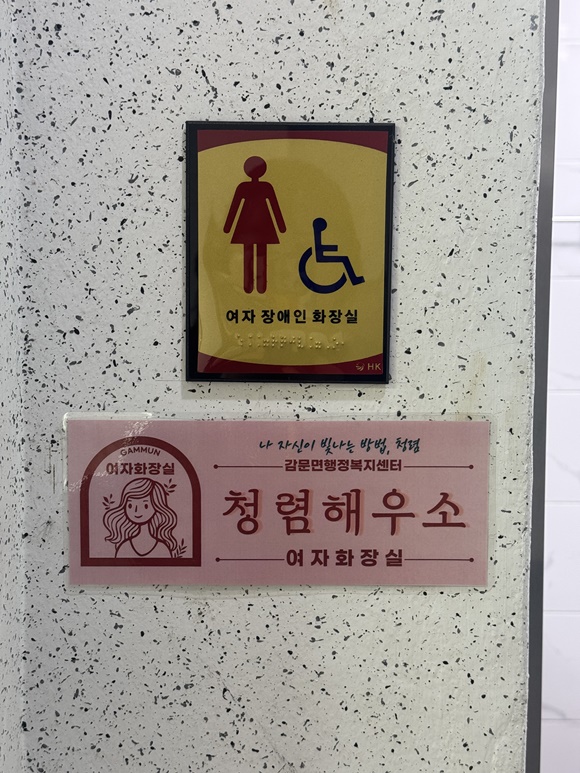 여자 장애인 화장실
HK
GAMMUN
여자화장실
나 자신이 빛나는 방법, 청렴
감문면행정복지센터
청렴해우소
여자화장실